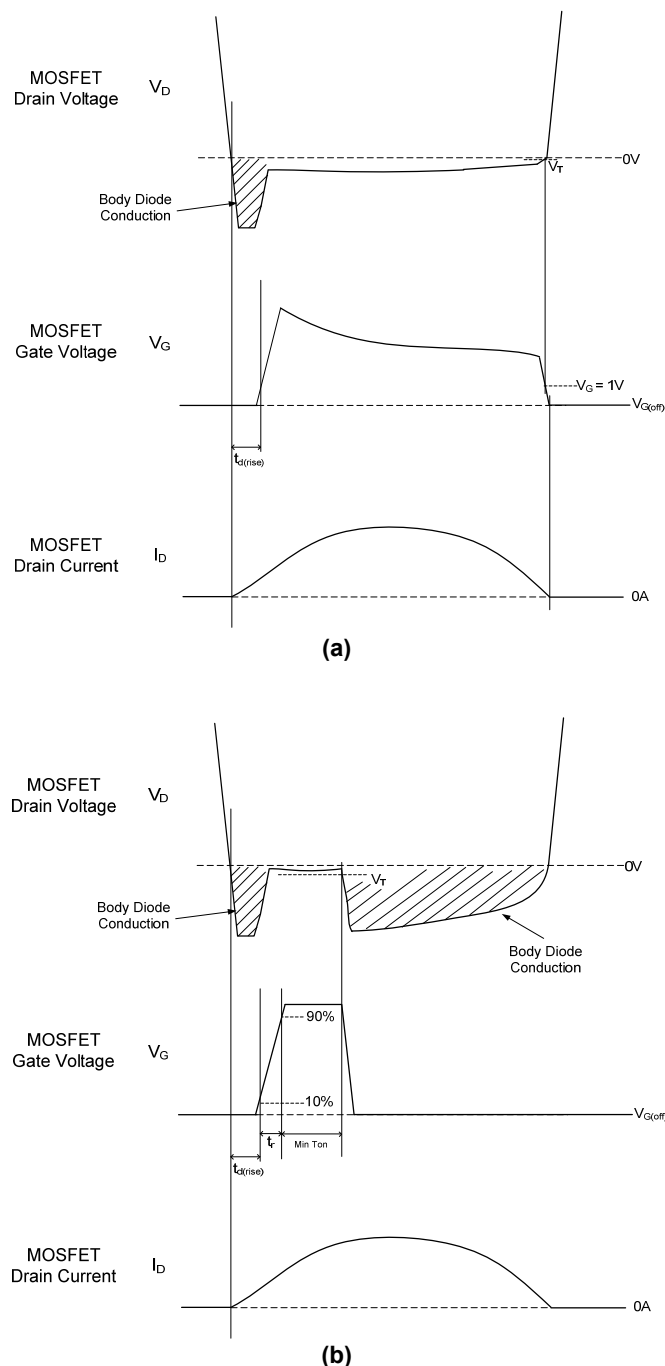 MOSFET
Drain Voltage
VD
0V
VT
Body Diode
Conduction
MOSFET
Gate Voltage
VG
VG = 1V
VG(off)
td(rise)
MOSFET
Drain Current
ID
0A
(a)
MOSFET
Drain Voltage
VD
0V
VT
Body Diode
Conduction
Body Diode
Conduction
MOSFET
Gate Voltage
VG
90%
10%
VG(off)
tr
Min Ton
td(rise)
MOSFET
Drain Current
ID
0A
(b)